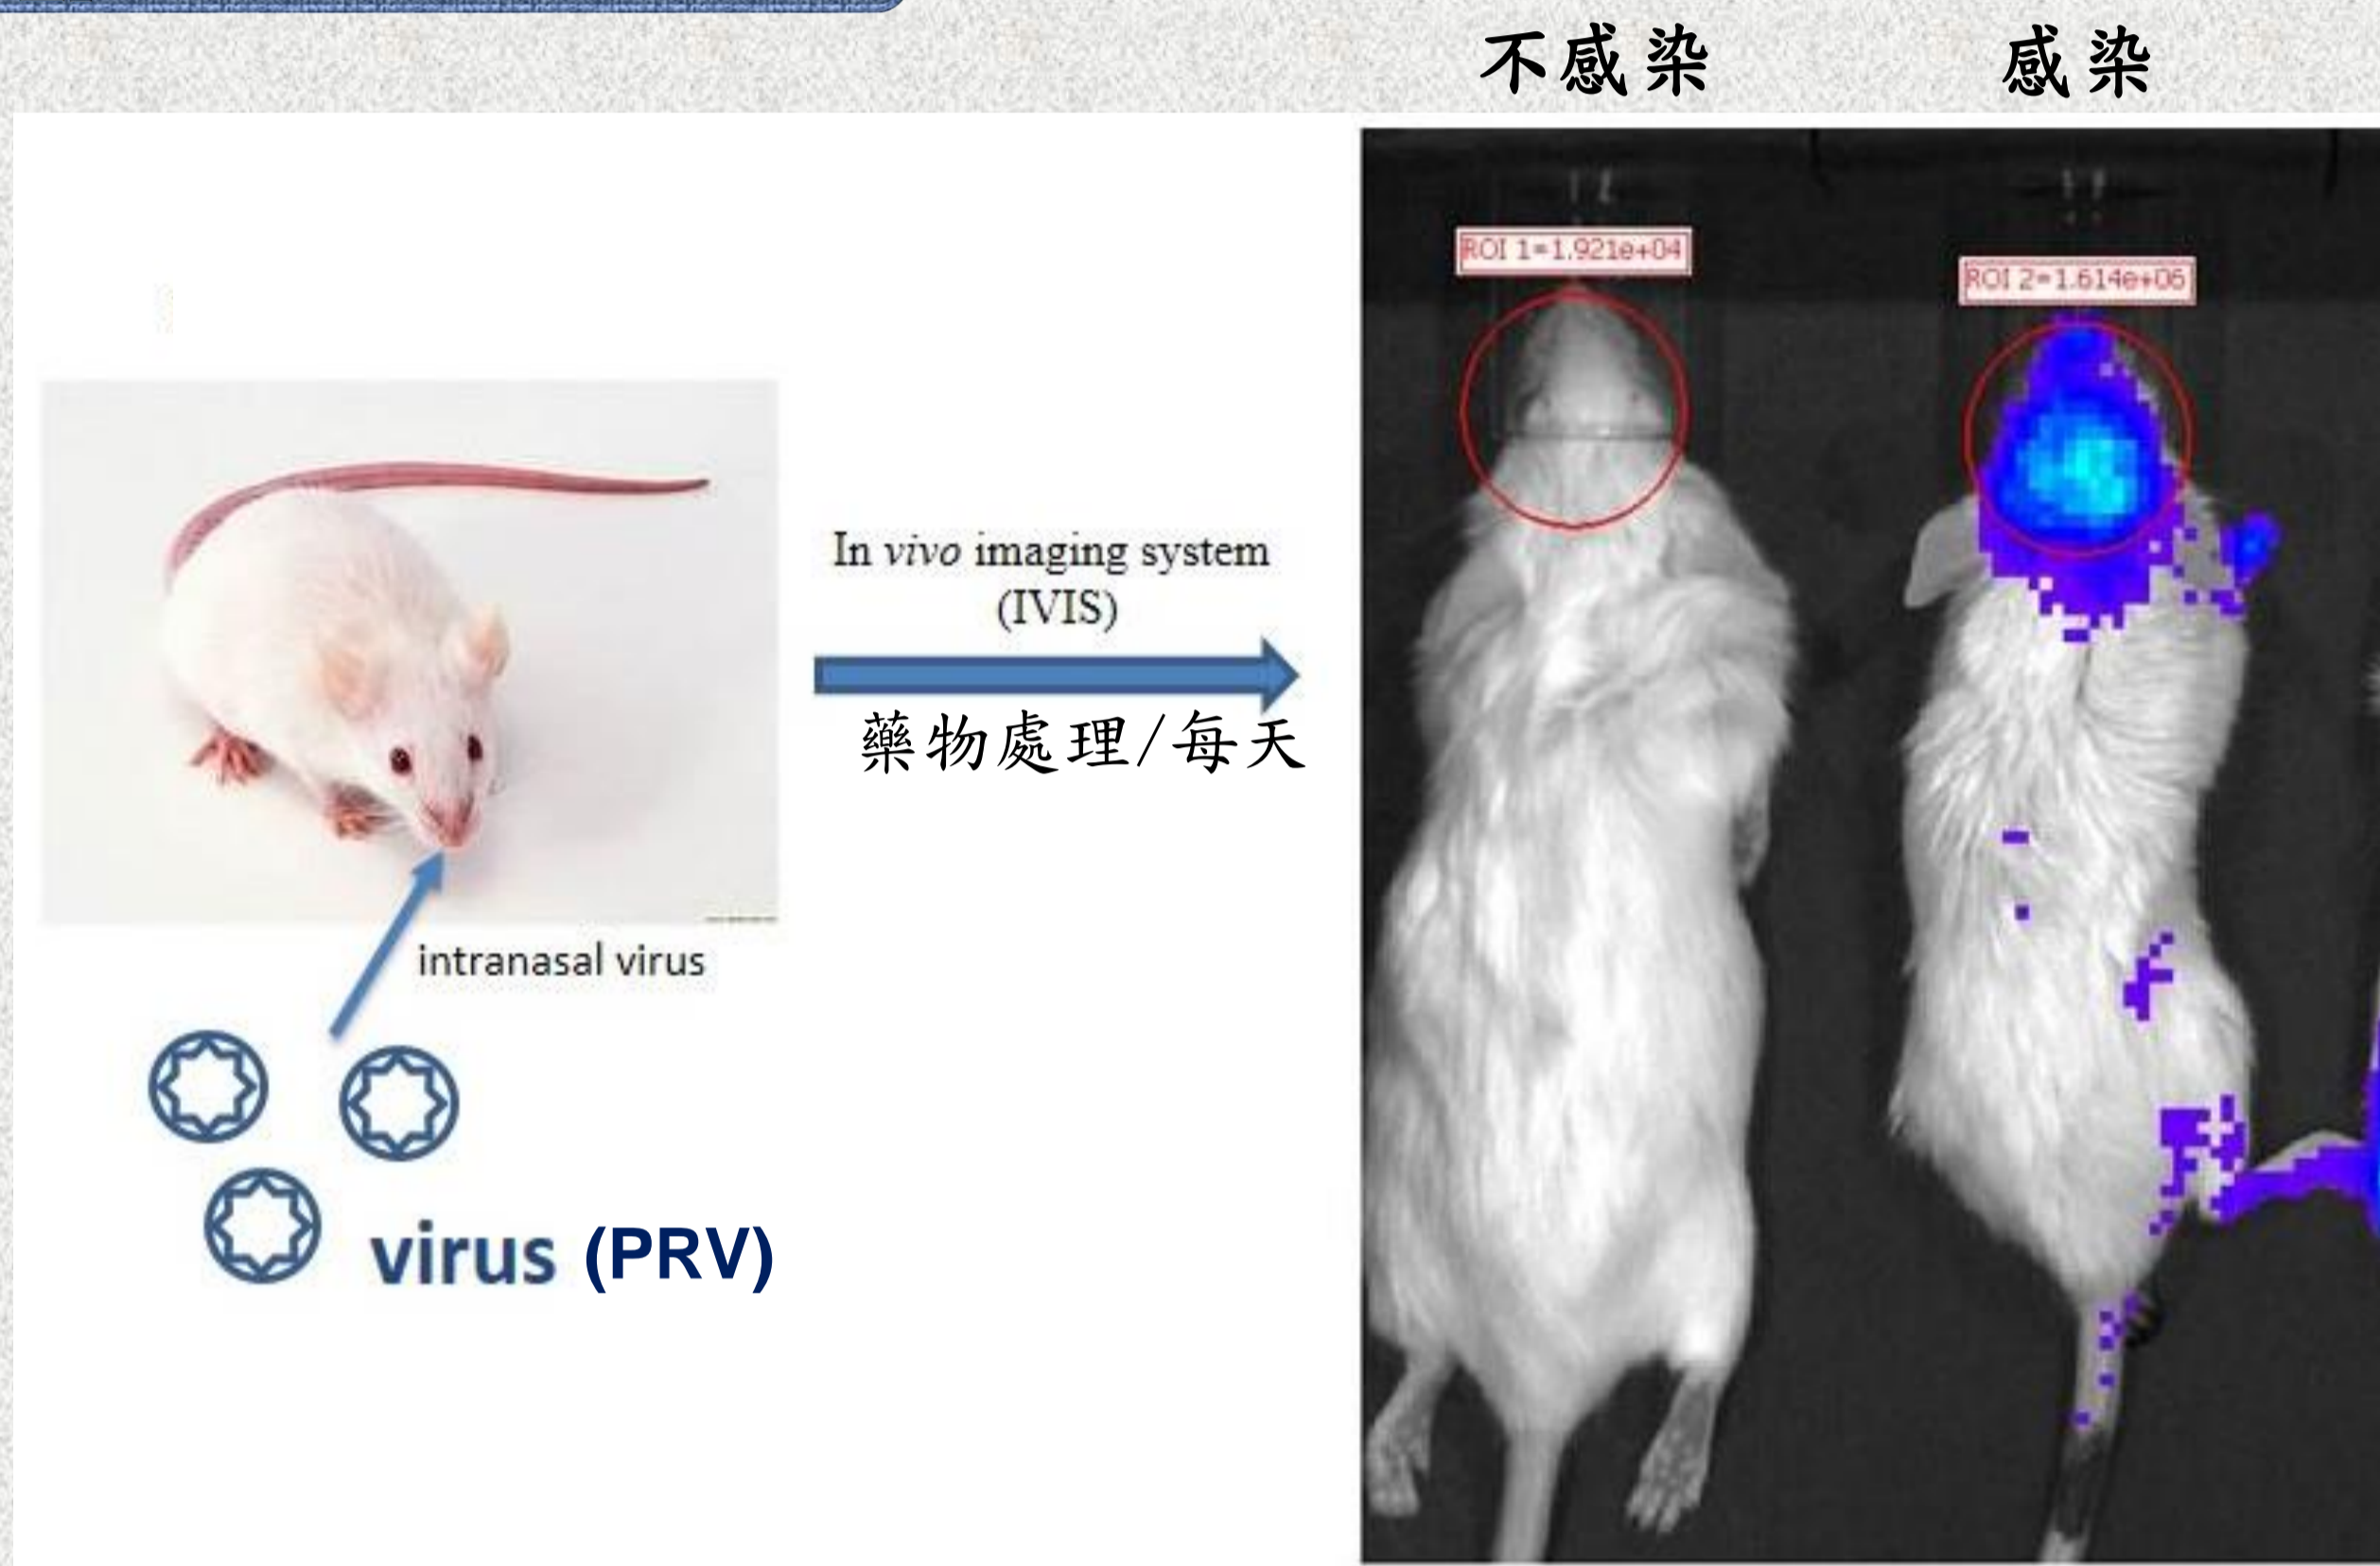 不感染
感染
ROI 1=1.921e+04
ROI 2=1.614e+06
In vivo imaging system
(IVIS)
藥物處理/每天
intranasal virus
virus (PRV)